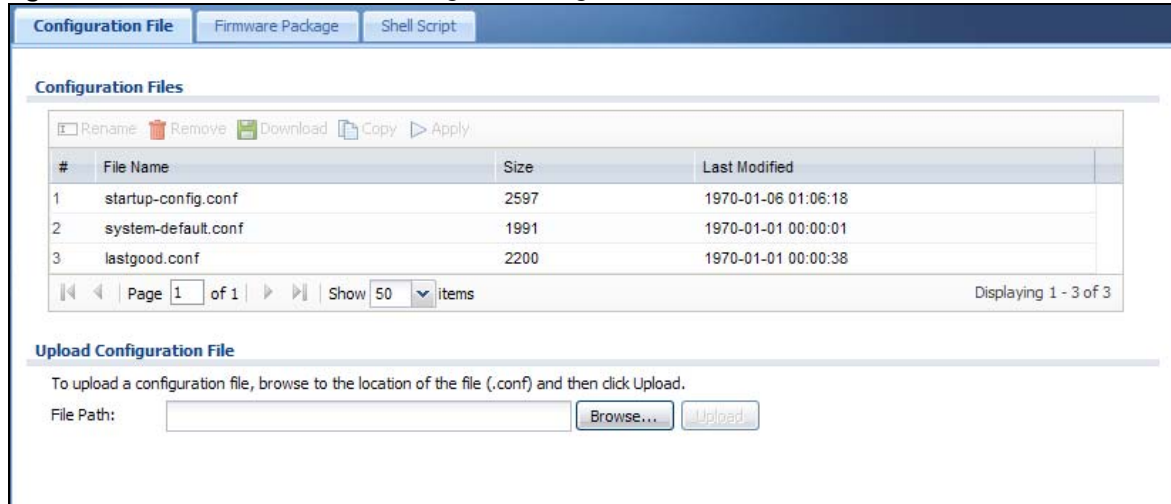 Configuration File Firmware Package Shell Script
Configuration Files
Rename Remove Download Copy Apply
# File Name Size Last Modified
1 startup-config.conf 2597 1970-01-06 01:06:18
2 system-default.conf 1991 1970-01-01 00:00:01
3 lastgood.conf 2200 1970-01-01 00:00:38
Page 1 of 1 Show 50 items Displaying 1 - 3 of 3
Upload Configuration File
To upload a configuration file, browse to the location of the file (.conf) and then click Upload.
File Path: Browse... Upload